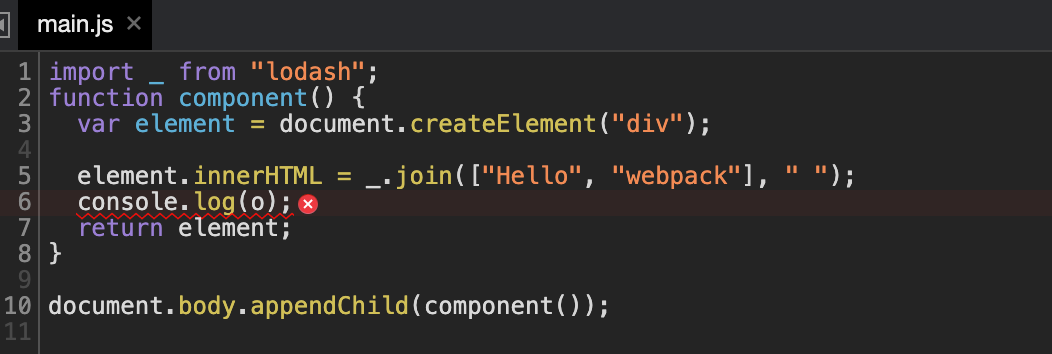 main.js ×
1 import _ from "lodash";
2 function component() {
3   var element = document.createElement("div");
4
5   element.innerHTML = _.join(["Hello", "webpack"], " ");
6   console.log(o);
7   return element;
8 }
9
10 document.body.appendChild(component());
11